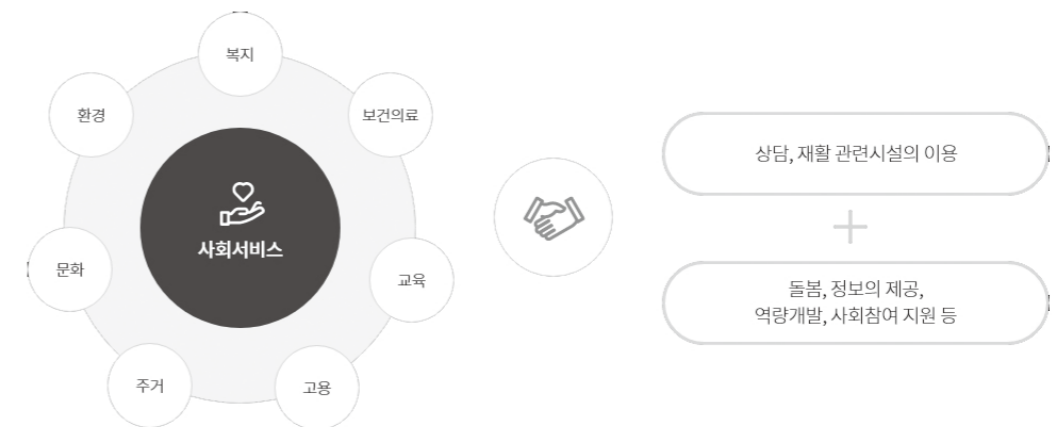 복지
보건의료
교육
고용
주거
문화
환경
사회서비스
상담, 재활 관련시설의 이용
돌봄, 정보의 제공,
역량개발, 사회참여 지원 등